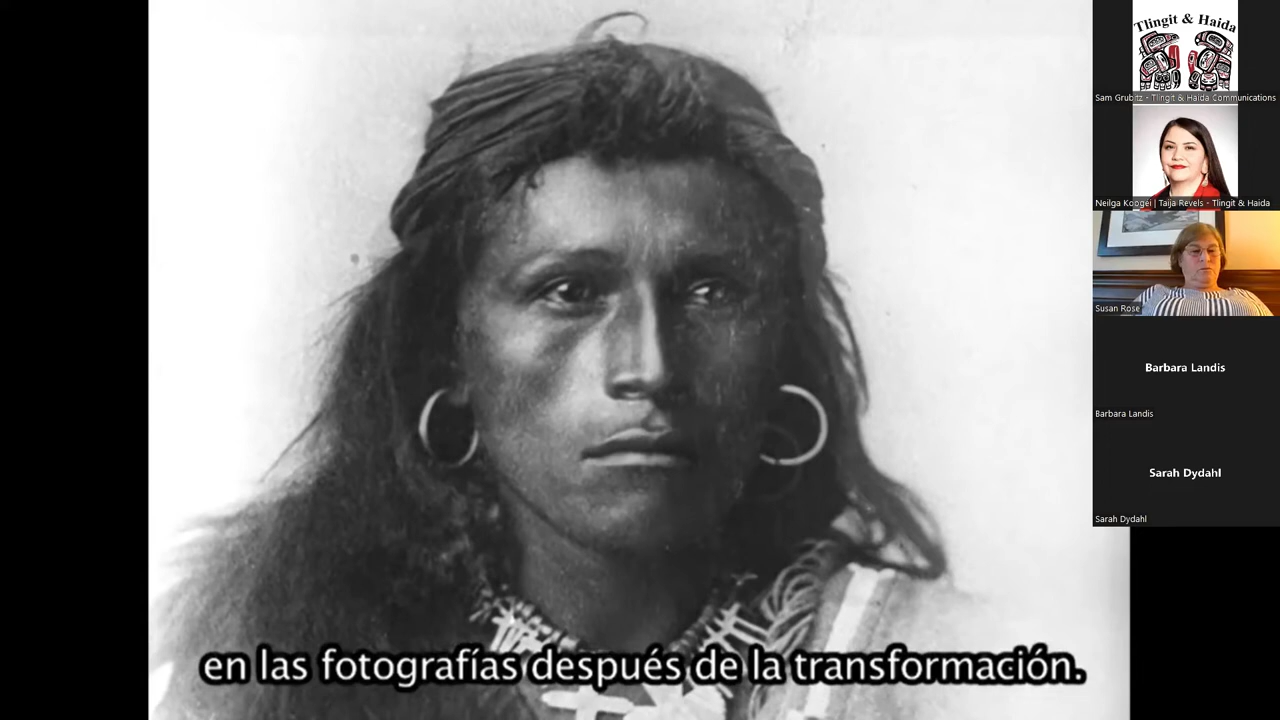 Tlingit & Haida
Sam Grubitz - Tlingit & Haida Communications
Neilga Koogéi | Taija Revels - Tlingit & Haida
Susan Rose
Barbara Landis
Barbara Landis
Sarah Dydahl
Sarah Dydahl
en las fotografías después de la transformación.